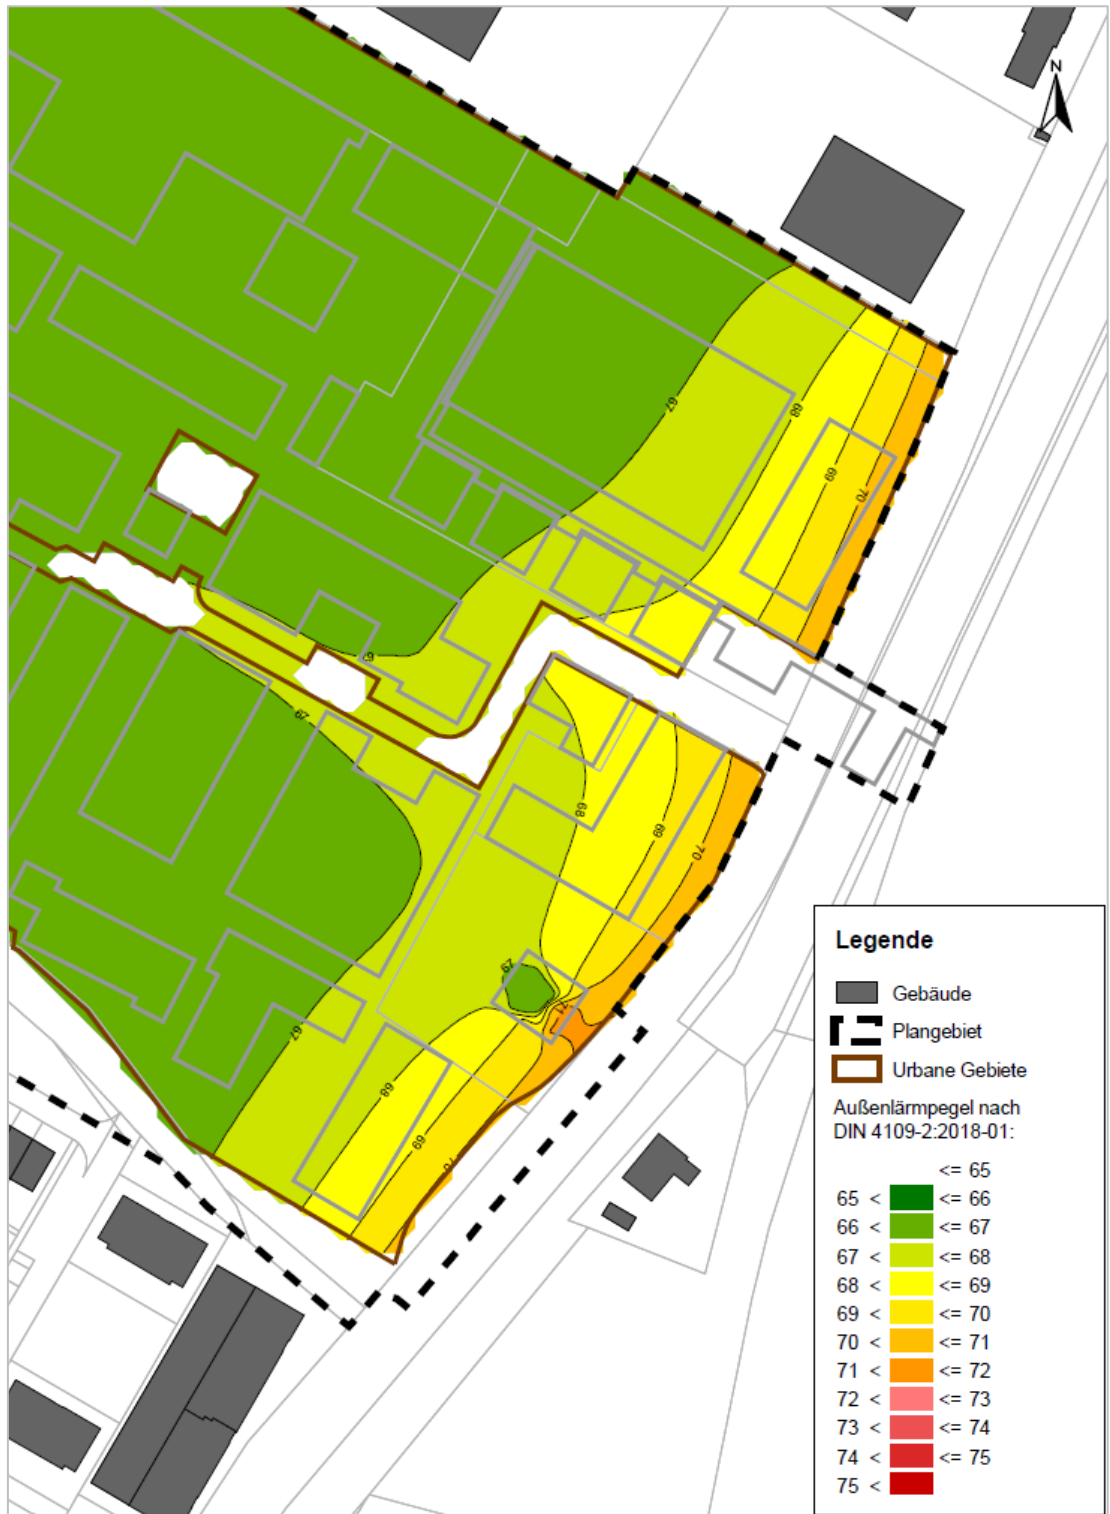 N
67
68
69
70
67
67
68
69
70
67
71
67
68
69
70
Legende
Gebäude
Plangebiet
Urbane Gebiete
Außenlärmpegel nach
DIN 4109-2:2018-01:
<= 65
65 < <= 66
66 < <= 67
67 < <= 68
68 < <= 69
69 < <= 70
70 < <= 71
71 < <= 72
72 < <= 73
73 < <= 74
74 < <= 75
75 <